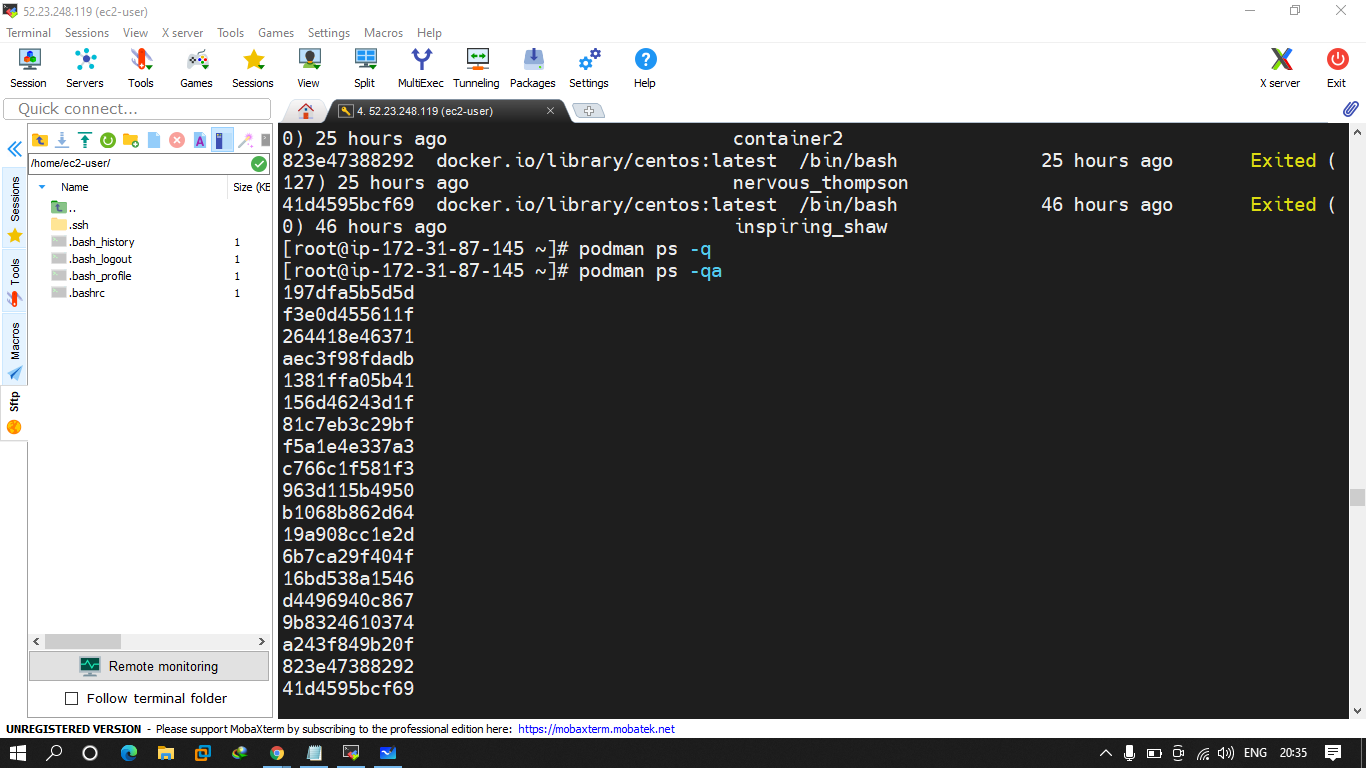 52.23.248.119 (ec2-user)
Terminal Sessions View X server Tools Games Settings Macros Help
Session Servers Tools Games Sessions View Split MultiExec Tunneling Packages Settings Help X server Exit
Quick connect...
4. 52.23.248.119 (ec2-user)
/home/ec2-user/
Name Size (KB
..
.ssh
.bash_history 1
.bash_logout 1
.bash_profile 1
.bashrc 1
Sessions
Tools
Macros
Sftp
0) 25 hours ago container2
823e47388292 docker.io/library/centos:latest /bin/bash 25 hours ago Exited (
127) 25 hours ago nervous_thompson
41d4595bcf69 docker.io/library/centos:latest /bin/bash 46 hours ago Exited (
0) 46 hours ago inspiring_shaw
[root@ip-172-31-87-145 ~]# podman ps -q
[root@ip-172-31-87-145 ~]# podman ps -qa
197dfa5b5d5d
f3e0d455611f
264418e46371
aec3f98fdadb
1381ffa05b41
156d46243d1f
81c7eb3c29bf
f5a1e4e337a3
c766c1f581f3
963d115b4950
b1068b862d64
19a908cc1e2d
6b7ca29f404f
16bd538a1546
d4496940c867
9b8324610374
a243f849b20f
823e47388292
41d4595bcf69
Remote monitoring
Follow terminal folder
UNREGISTERED VERSION - Please support MobaXterm by subscribing to the professional edition here: https://mobaxterm.mobatek.net
ENG 20:35